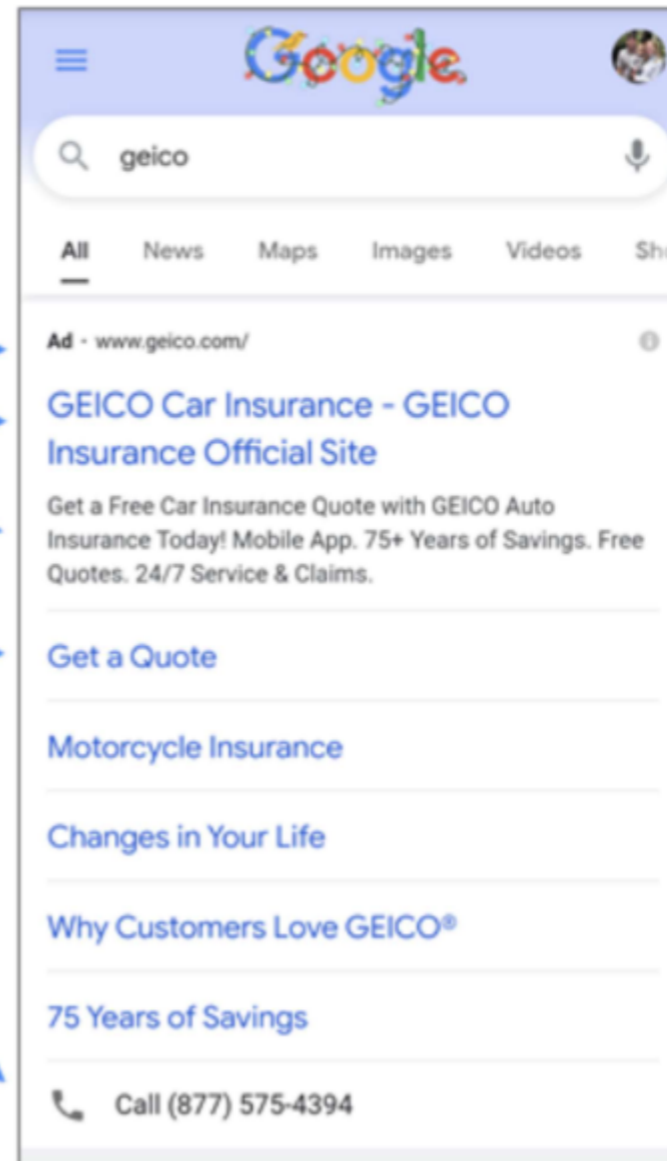 Google
geico
All News Maps Images Videos Sh
Ad · www.geico.com/
GEICO Car Insurance - GEICO
Insurance Official Site
Get a Free Car Insurance Quote with GEICO Auto
Insurance Today! Mobile App. 75+ Years of Savings. Free
Quotes. 24/7 Service & Claims.
Get a Quote
Motorcycle Insurance
Changes in Your Life
Why Customers Love GEICO®
75 Years of Savings
Call (877) 575-4394